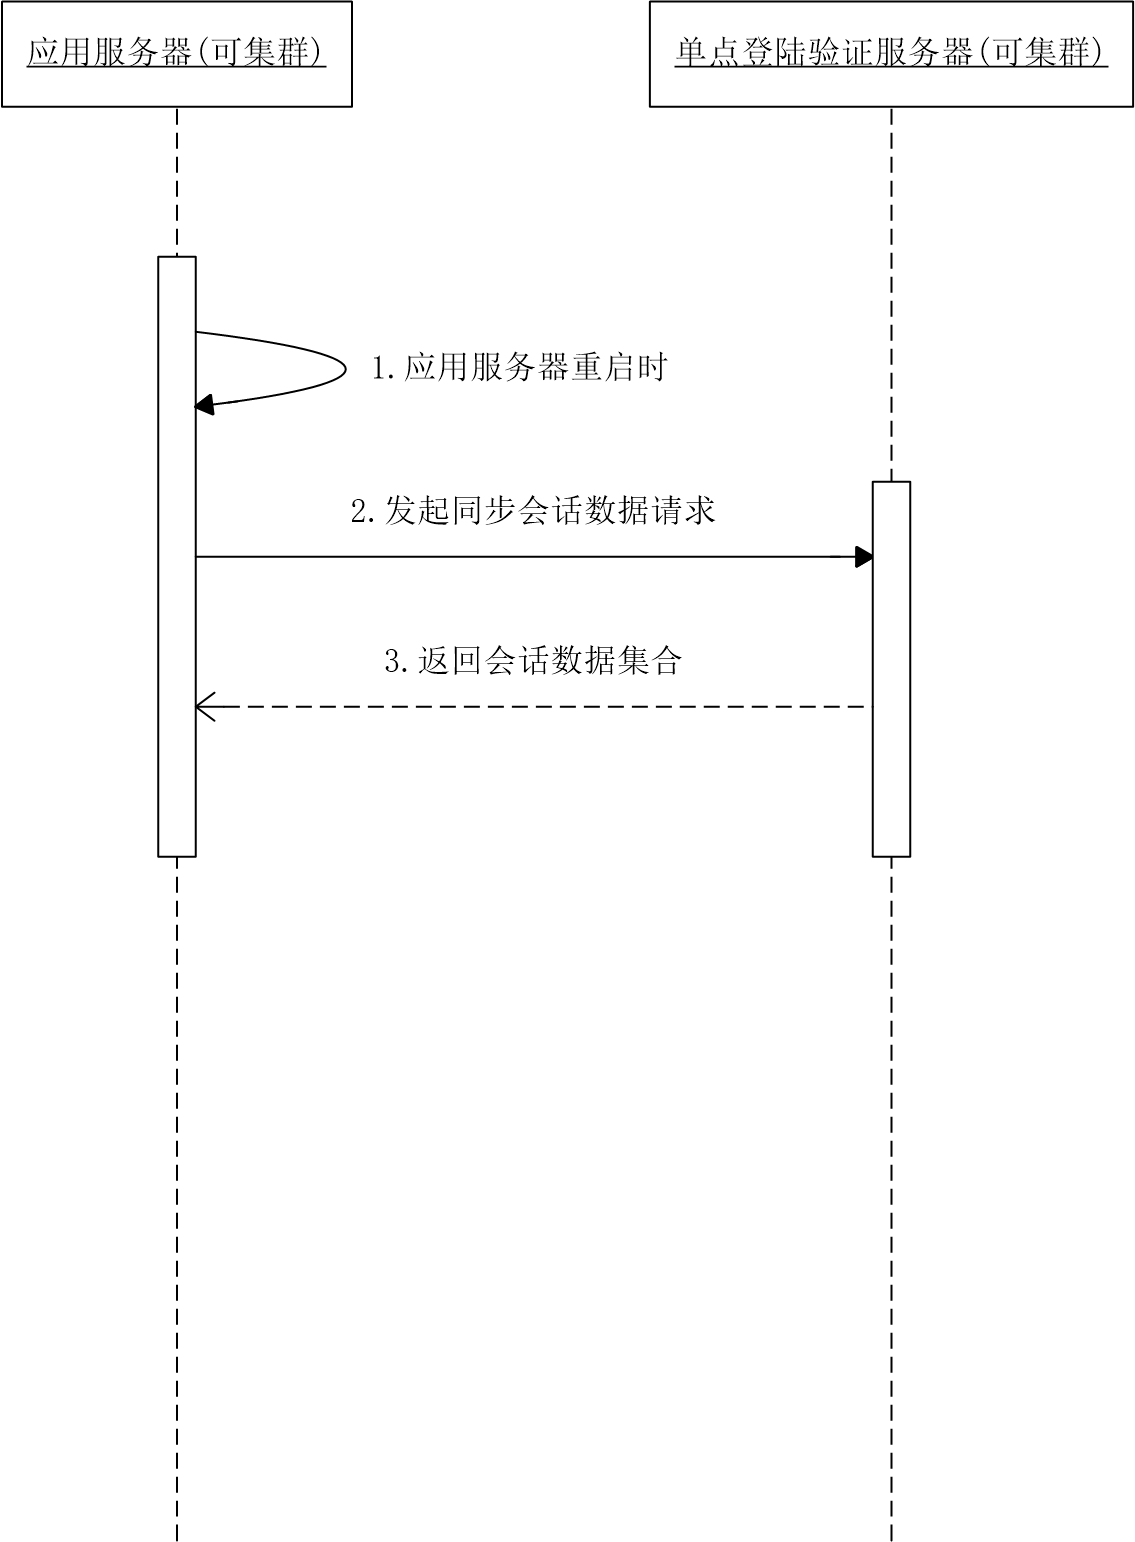 应用服务器(可集群)
单点登陆验证服务器(可集群)
1.应用服务器重启时
2.发起同步会话数据请求
3.返回会话数据集合